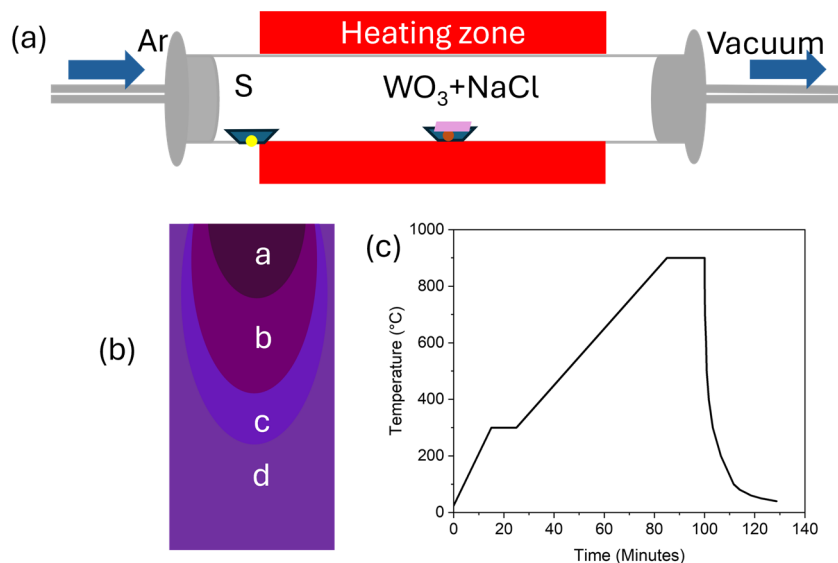 (a)
Ar
Heating zone
Vacuum
S
WO₃+NaCl
(b)
a
b
c
d
(c)
Temperature (°C)
1000
800
600
400
200
0
0 20 40 60 80 100 120 140
Time (Minutes)